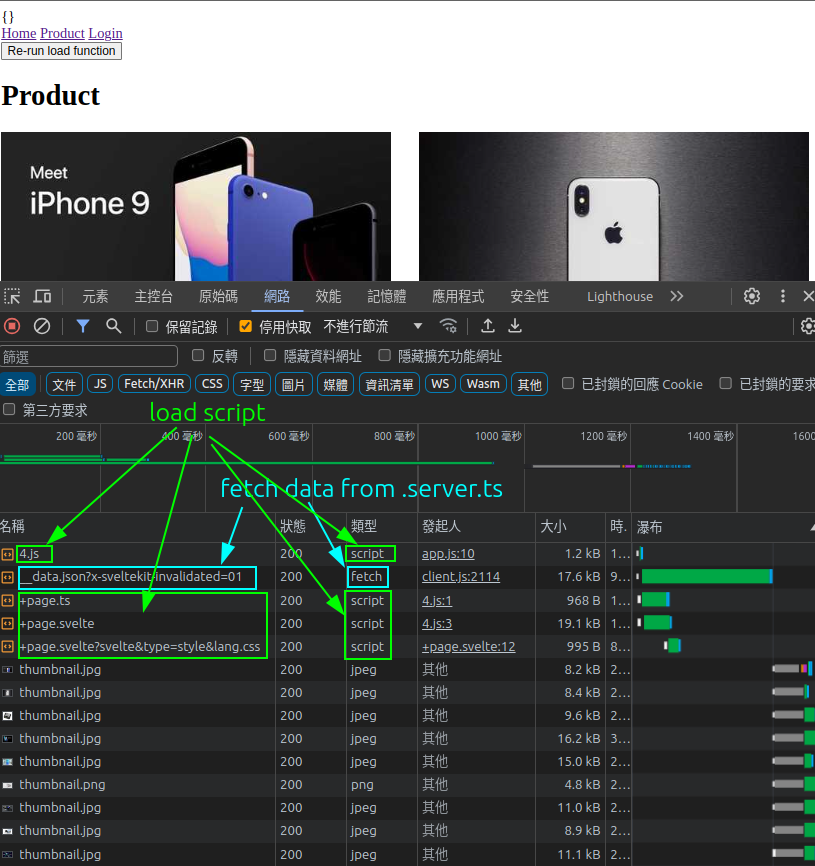 {}
Home Product Login
Re-run load function
Product
Meet
iPhone 9
元素 主控台 原始碼 網路 效能 記憶體 應用程式 安全性 Lighthouse
保留記錄 停用快取 不進行節流
篩選 反轉 隱藏資料網址 隱藏擴充功能網址
全部 文件 JS Fetch/XHR CSS 字型 圖片 媒體 資訊清單 WS Wasm 其他 已封鎖的回應 Cookie 已封鎖的要求
第三方要求
load script
200 毫秒 400 毫秒 600 毫秒 800 毫秒 1000 毫秒 1200 毫秒 1400 毫秒 1600
fetch data from .server.ts
名稱 狀態 類型 發起人 大小 時. 瀑布
4.js 200 script app.js:10 1.2 kB 1...
__data.json?x-sveltekit-invalidated=01 200 fetch client.js:2114 17.6 kB 9...
+page.ts 200 script 4.js:1 968 B 1...
+page.svelte 200 script 4.js:3 19.1 kB 1...
+page.svelte?svelte&type=style&lang.css 200 script +page.svelte:12 995 B 8...
thumbnail.jpg 200 jpeg 其他 8.2 kB 2...
thumbnail.jpg 200 jpeg 其他 8.4 kB 2...
thumbnail.jpg 200 jpeg 其他 9.6 kB 2...
thumbnail.jpg 200 jpeg 其他 16.2 kB 3...
thumbnail.jpg 200 jpeg 其他 15.0 kB 2...
thumbnail.png 200 png 其他 4.8 kB 2...
thumbnail.jpg 200 jpeg 其他 11.0 kB 2...
thumbnail.jpg 200 jpeg 其他 8.9 kB 2...
thumbnail.jpg 200 jpeg 其他 11.1 kB 2...